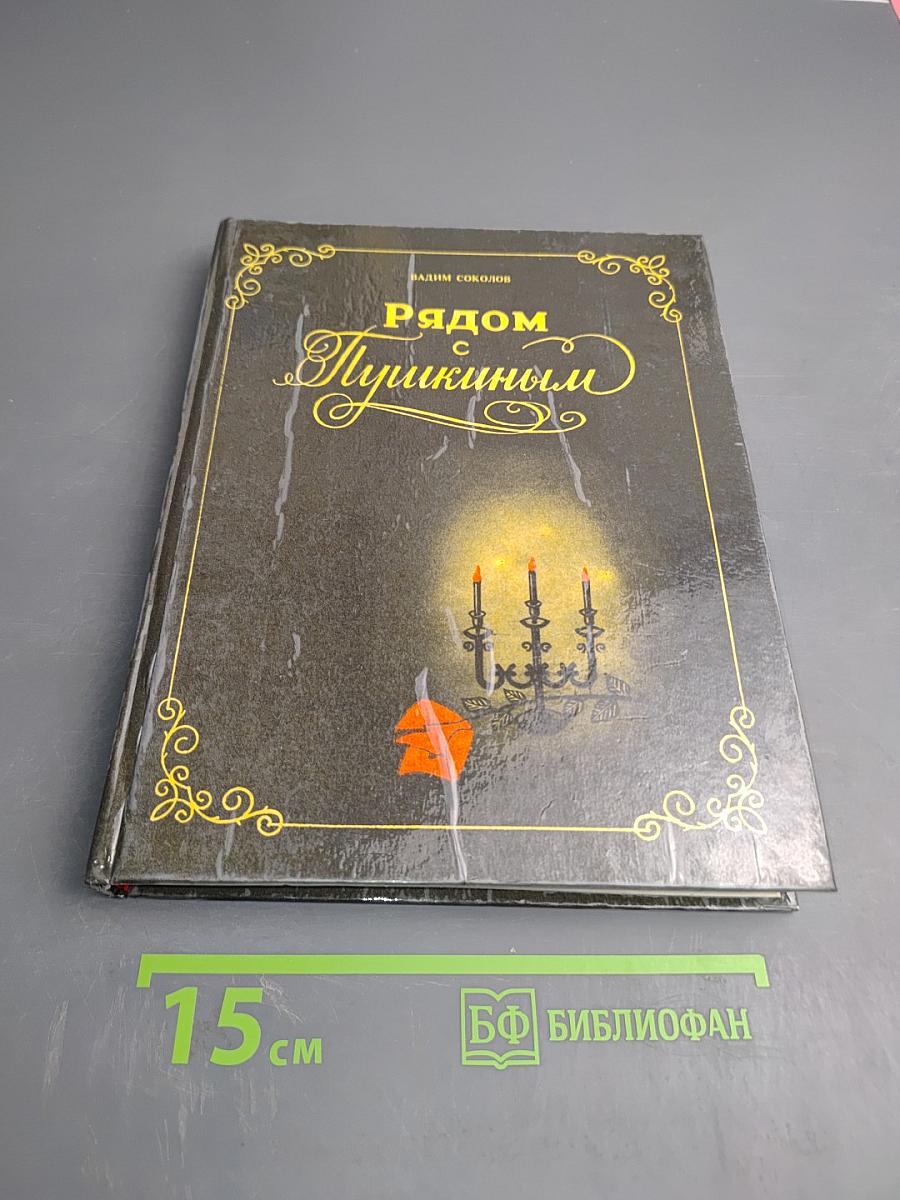 ВАДИМ СОКОЛОВ
Рядом
с
Пушкиным
15 см
БФ БИБЛИОФАН